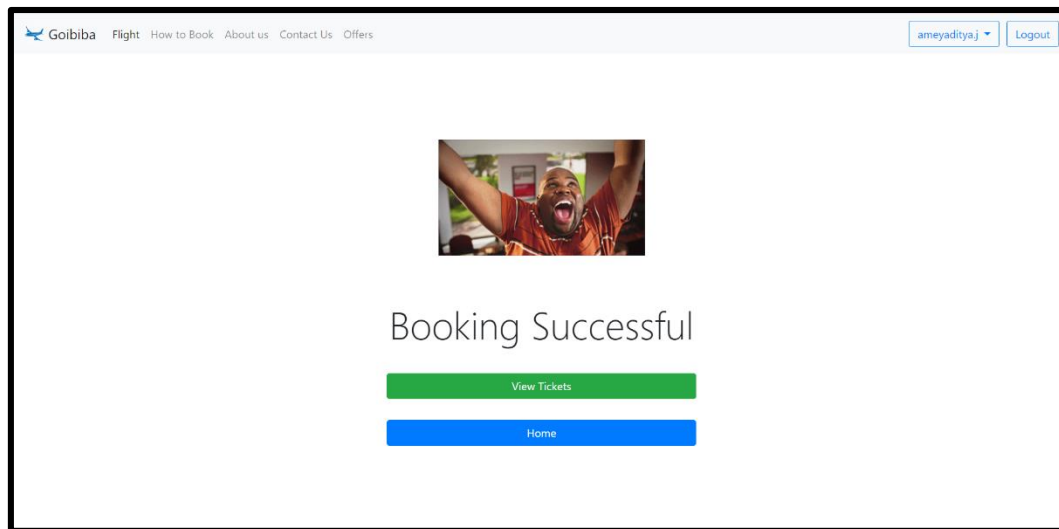 Goibiba Flight How to Book About us Contact Us Offers ameyaditya.j Logout
Booking Successful
View Tickets
Home